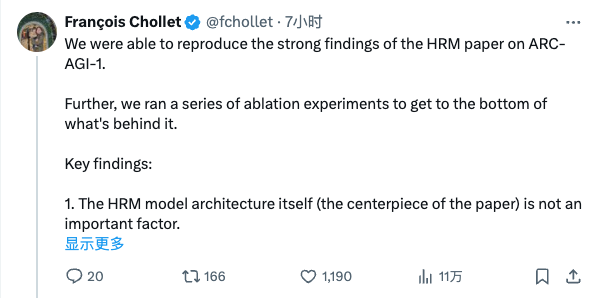 François Chollet @fchollet · 7小时
We were able to reproduce the strong findings of the HRM paper on ARC-
AGI-1.
Further, we ran a series of ablation experiments to get to the bottom of
what's behind it.
Key findings:
1. The HRM model architecture itself (the centerpiece of the paper) is not an
important factor.
显示更多
20 166 1,190 11万